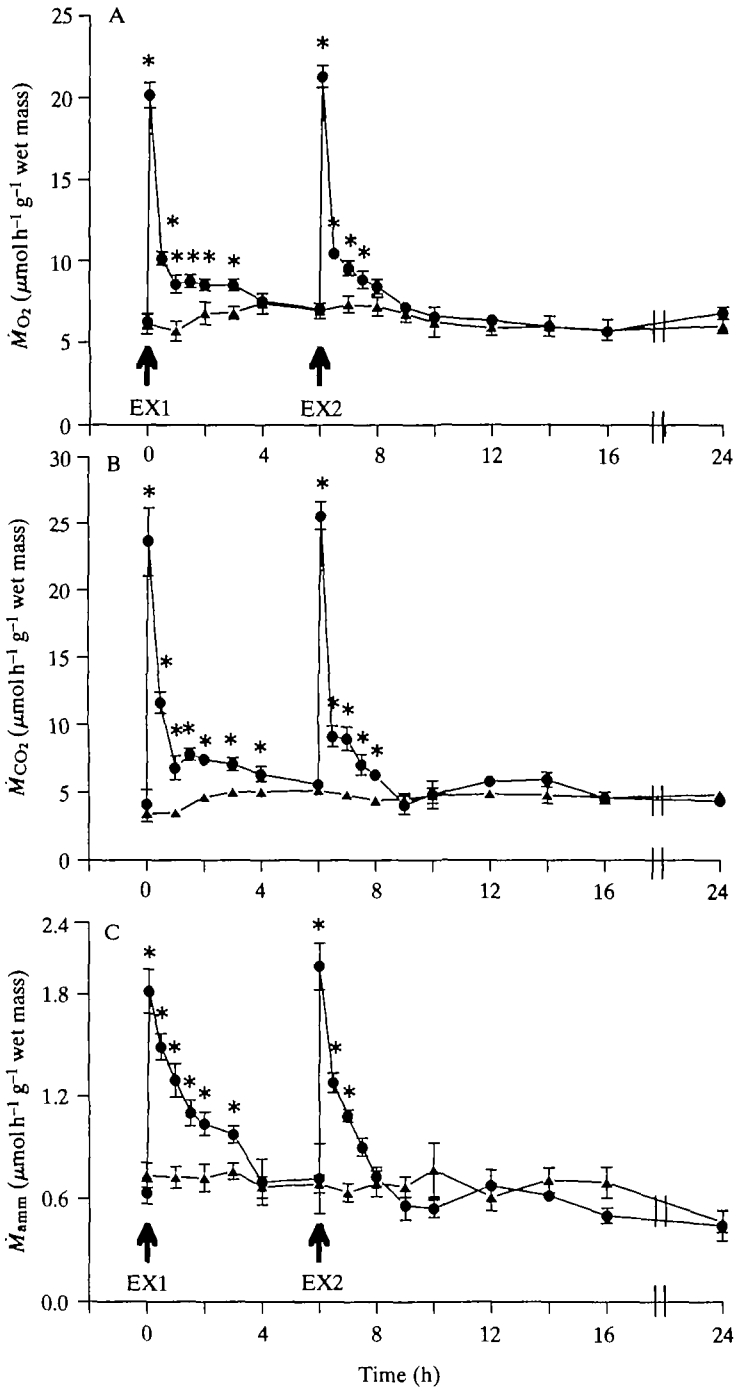 A
ṀO₂ (μmol h⁻¹ g⁻¹ wet mass)
25
20
15
10
5
0
* * * * * * * * * * *
EX1 EX2
0 4 8 12 16 24
B
ṀCO₂ (μmol h⁻¹ g⁻¹ wet mass)
30
25
20
15
10
5
0
* * * * * * * * * * * *
0 4 8 12 16 24
C
Ṁamm (μmol h⁻¹ g⁻¹ wet mass)
2.4
1.8
1.2
0.6
0.0
* * * * * * * * *
EX1 EX2
0 4 8 12 16 24
Time (h)